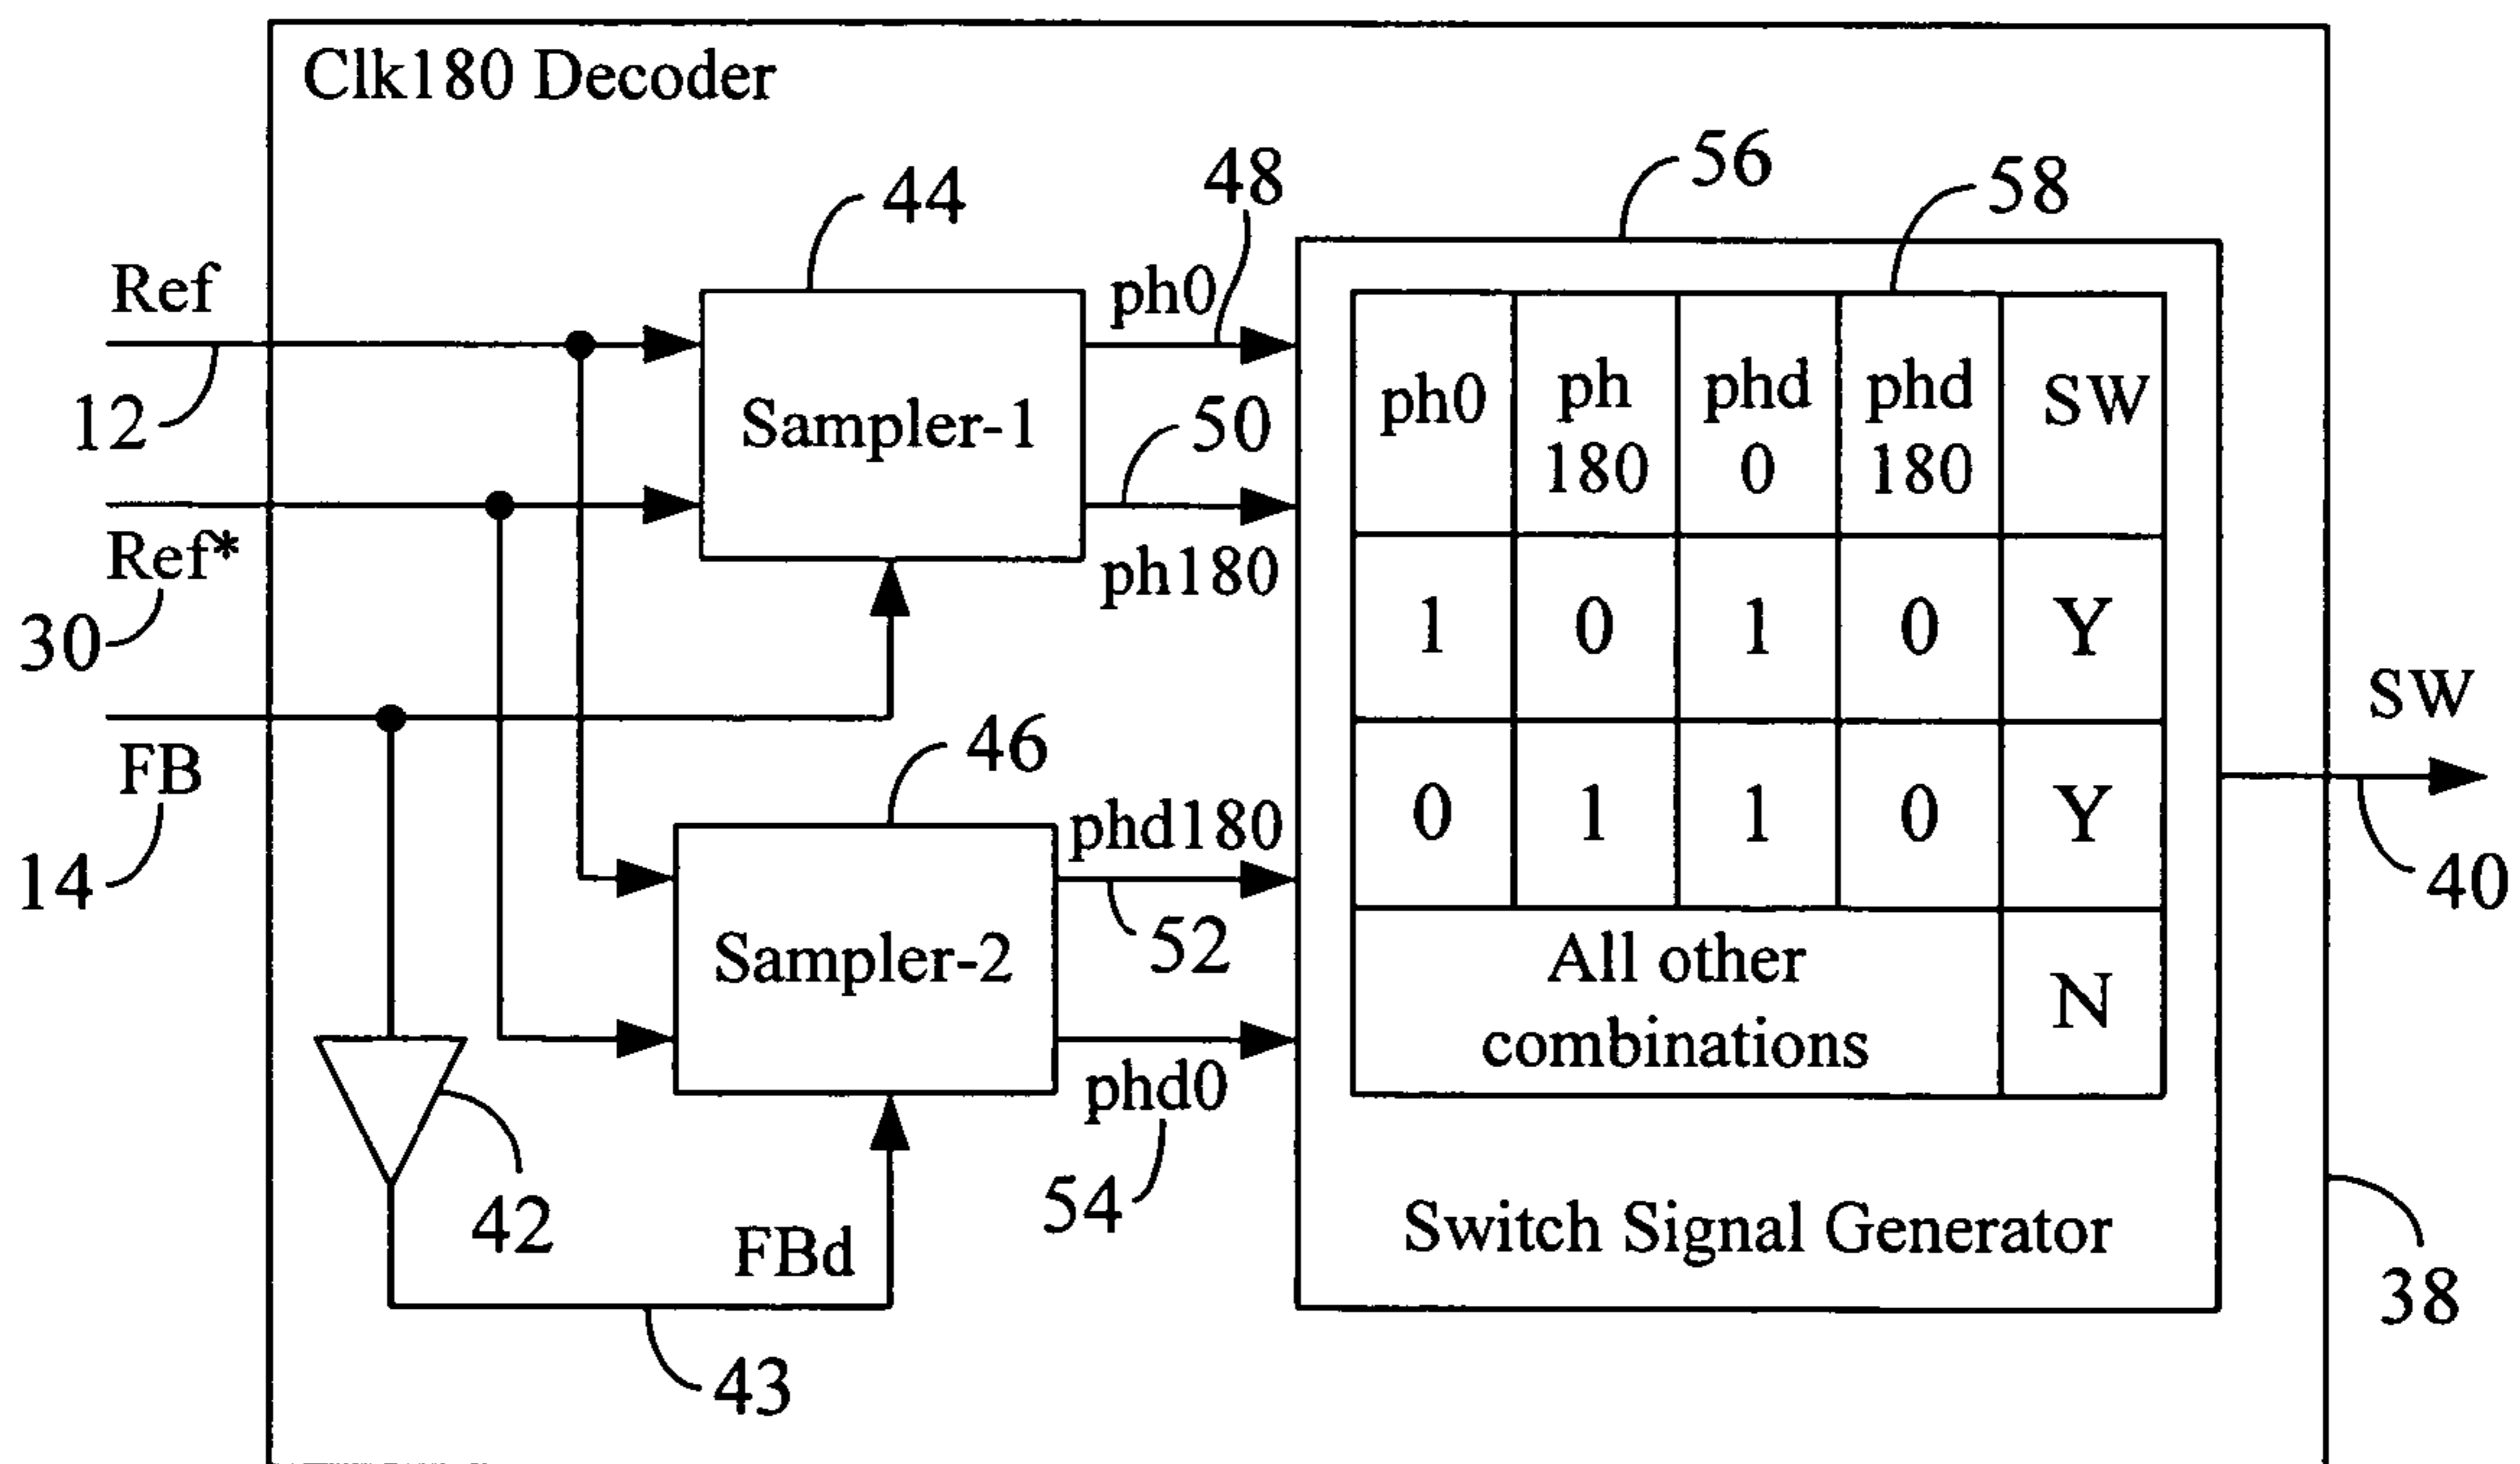 Clk180 Decoder
56
58
48
44
Ref
ph0
12
Sampler-1
50
Ref*
ph180
30
FB
14
46
phd180
52
Sampler-2
phd0
54
42
FBd
43
ph0 ph 180 phd 0 phd 180 SW
1 0 1 0 Y
0 1 1 0 Y
All other
combinations
N
Switch Signal Generator
SW
40
38